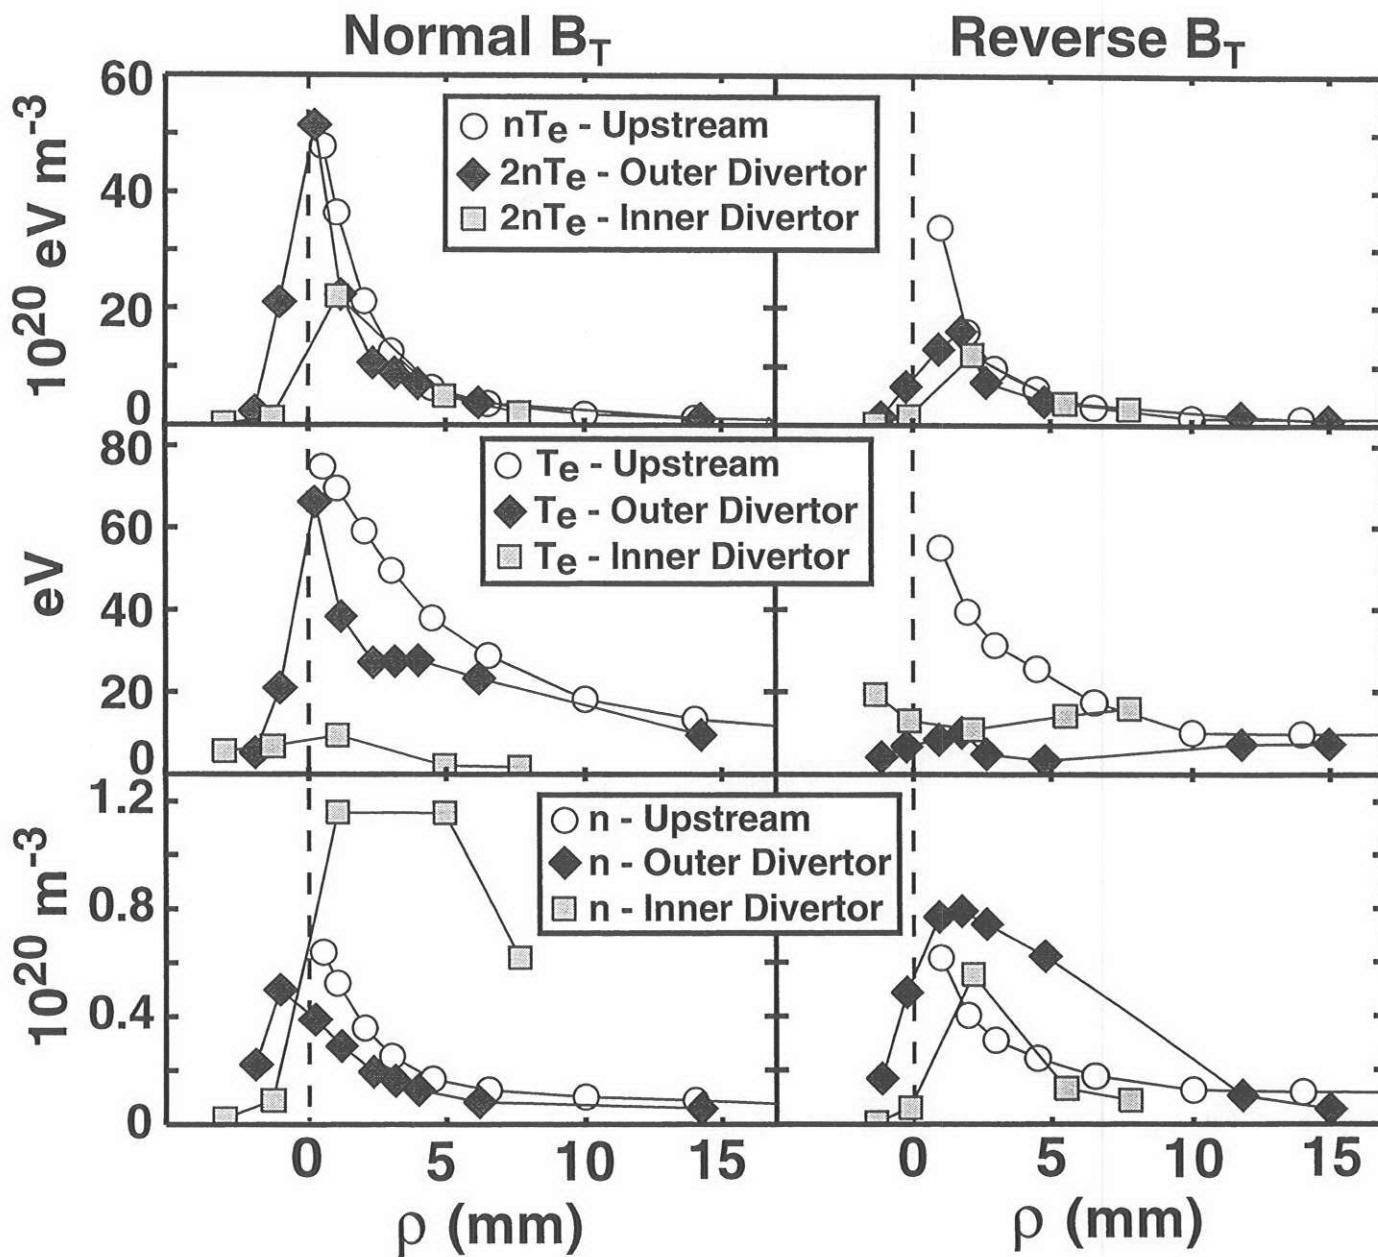 Normal B_T
Reverse B_T
60
40
20
0
10^20 eV m^-3
nTe - Upstream
2nTe - Outer Divertor
2nTe - Inner Divertor
80
60
40
20
0
eV
Te - Upstream
Te - Outer Divertor
Te - Inner Divertor
1.2
0.8
0.4
0
10^20 m^-3
n - Upstream
n - Outer Divertor
n - Inner Divertor
0 5 10 15
0 5 10 15
ρ (mm)
ρ (mm)